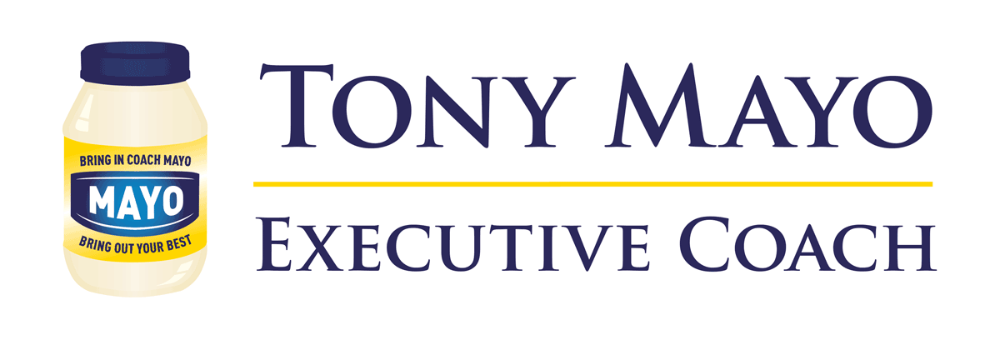 BRING IN COACH MAYO
MAYO
BRING OUT YOUR BEST
TONY MAYO
EXECUTIVE COACH